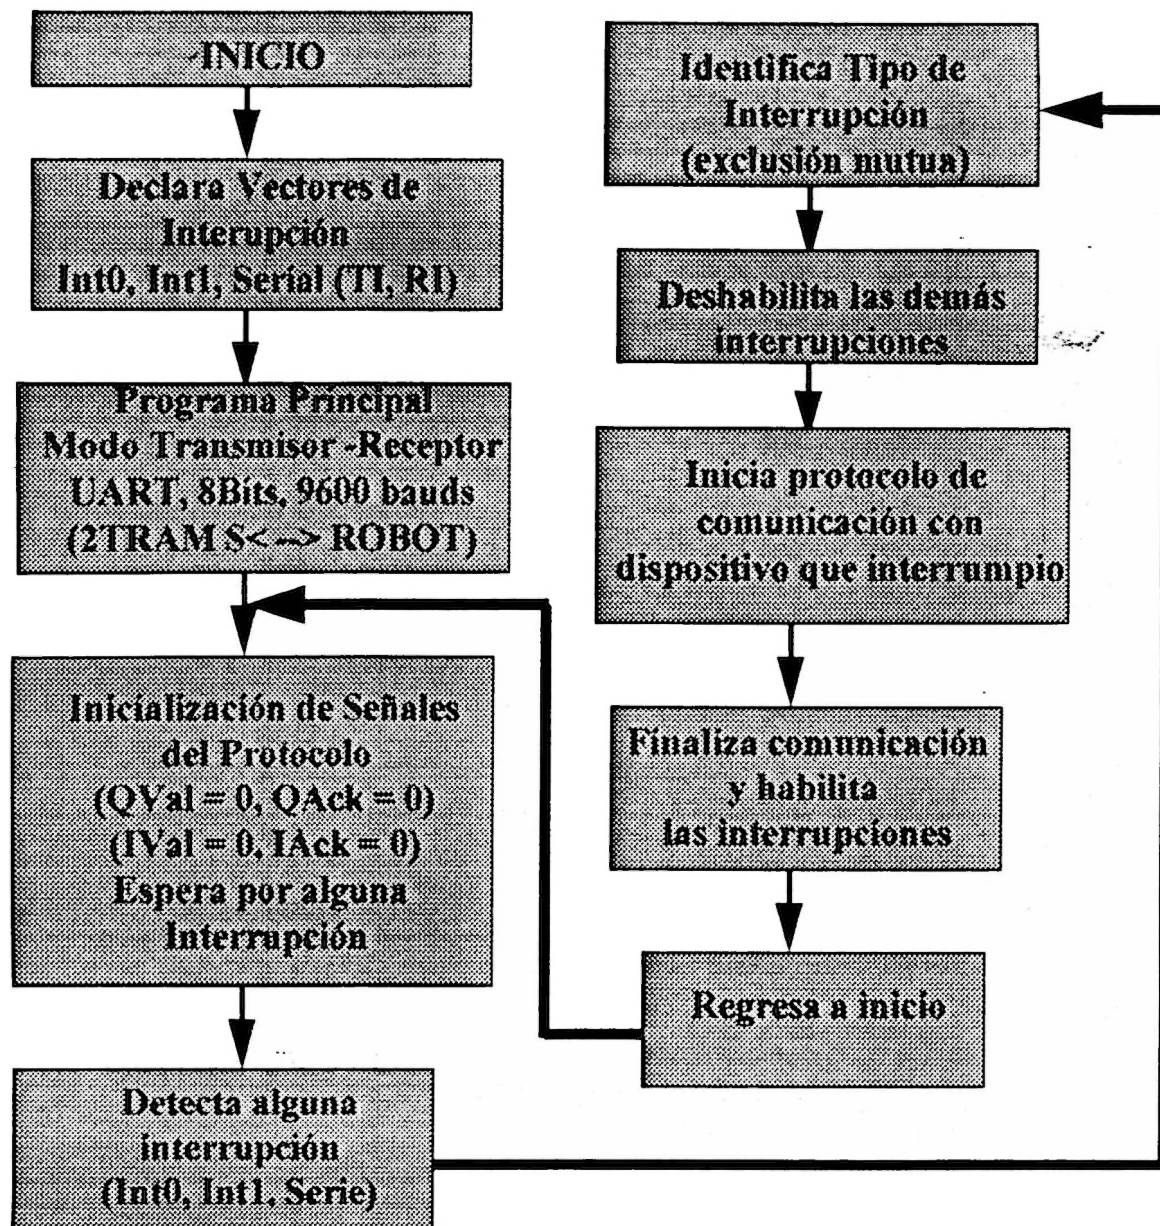 INICIO
Declara Vectores de
Interupción
Int0, Int1, Serial (TI, RI)
Programa Principal
Modo Transmisor -Receptor
UART, 8Bits, 9600 bauds
(2TRAM S< --> ROBOT)
Inicialización de Señales
del Protocolo
(QVal = 0, QAck = 0)
(IVal = 0, IAck = 0)
Espera por alguna
Interrupción
Detecta alguna
interrupción
(Int0, Int1, Serie)
Identifica Tipo de
Interrupción
(exclusión mutua)
Deshabilita las demás
interrupciones
Inicia protocolo de
comunicación con
dispositivo que interrumpio
Finaliza comunicación
y habilita
las interrupciones
Regresa a inicio